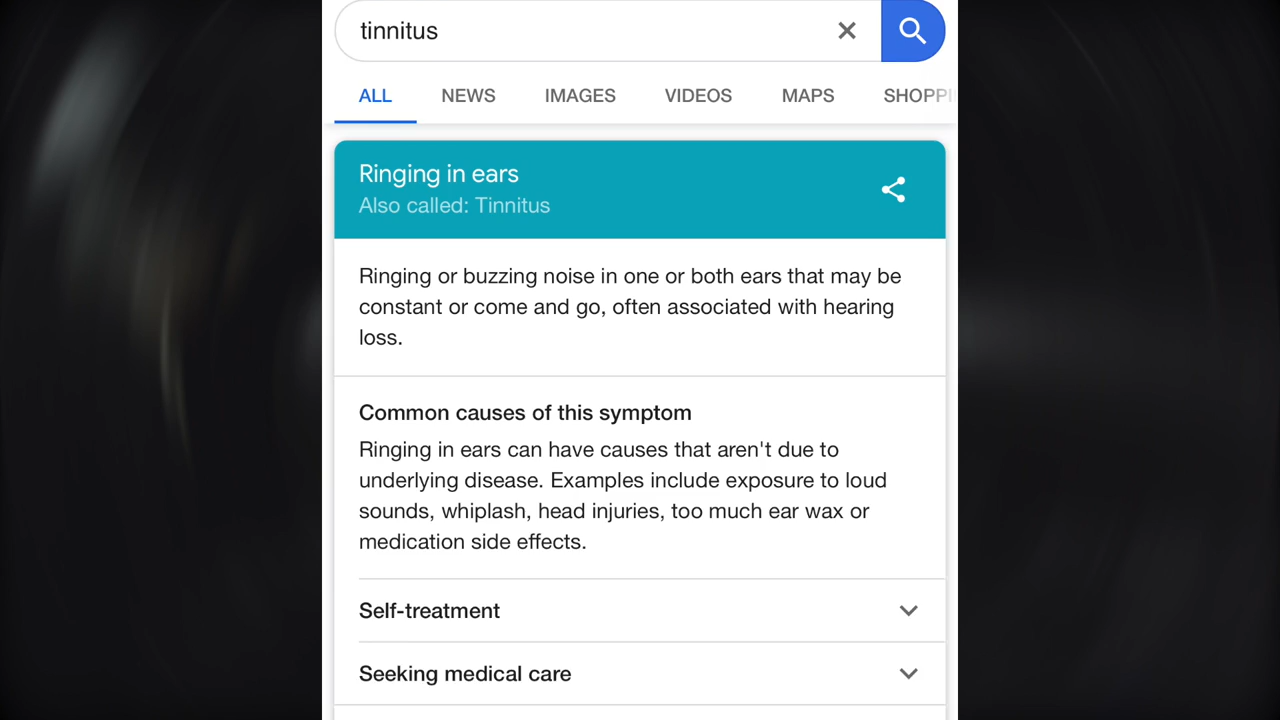 tinnitus
ALL NEWS IMAGES VIDEOS MAPS SHOPPI
Ringing in ears
Also called: Tinnitus
Ringing or buzzing noise in one or both ears that may be
constant or come and go, often associated with hearing
loss.
Common causes of this symptom
Ringing in ears can have causes that aren't due to
underlying disease. Examples include exposure to loud
sounds, whiplash, head injuries, too much ear wax or
medication side effects.
Self-treatment
Seeking medical care